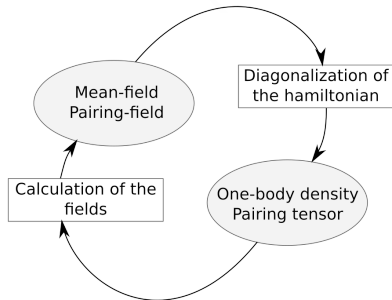 Mean-field
Pairing-field
Diagonalization of
the hamiltonian
One-body density
Pairing tensor
Calculation of the
fields